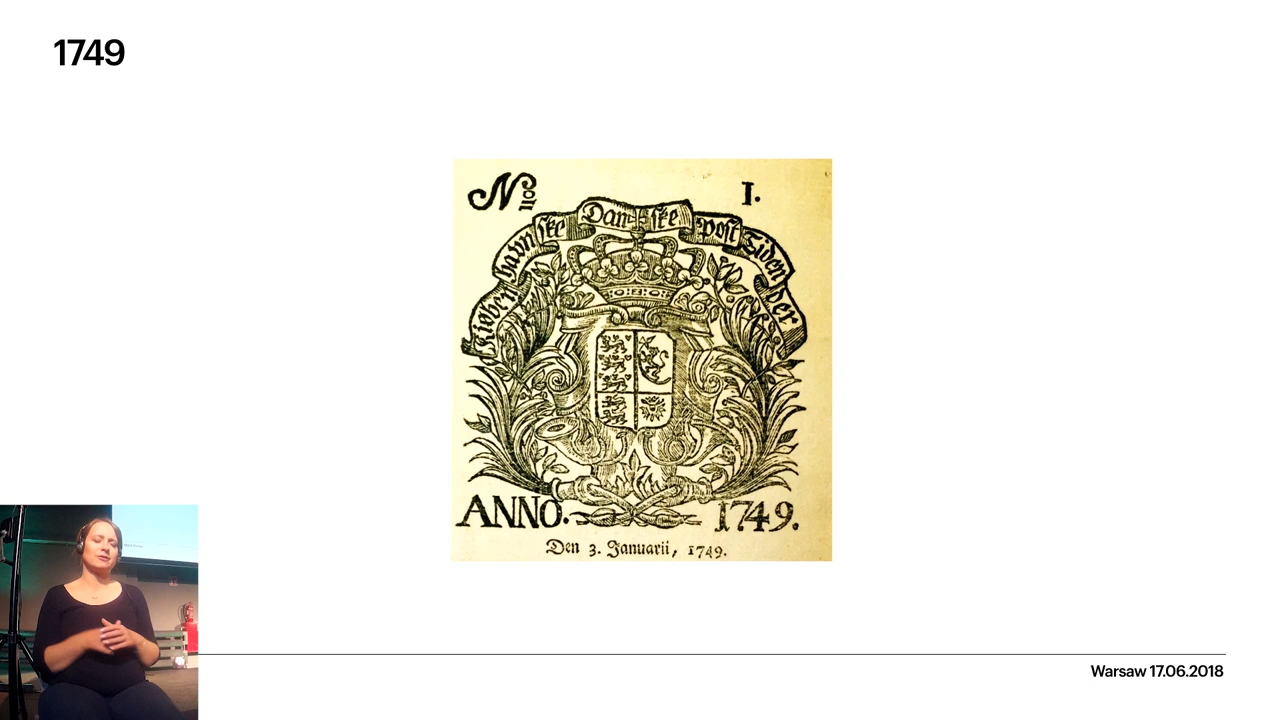 1749
No. I.
Kiøbenhavnske Danske post Tidender
ANNO. 1749.
Den 3. Januarii, 1749.
Warsaw 17.06.2018